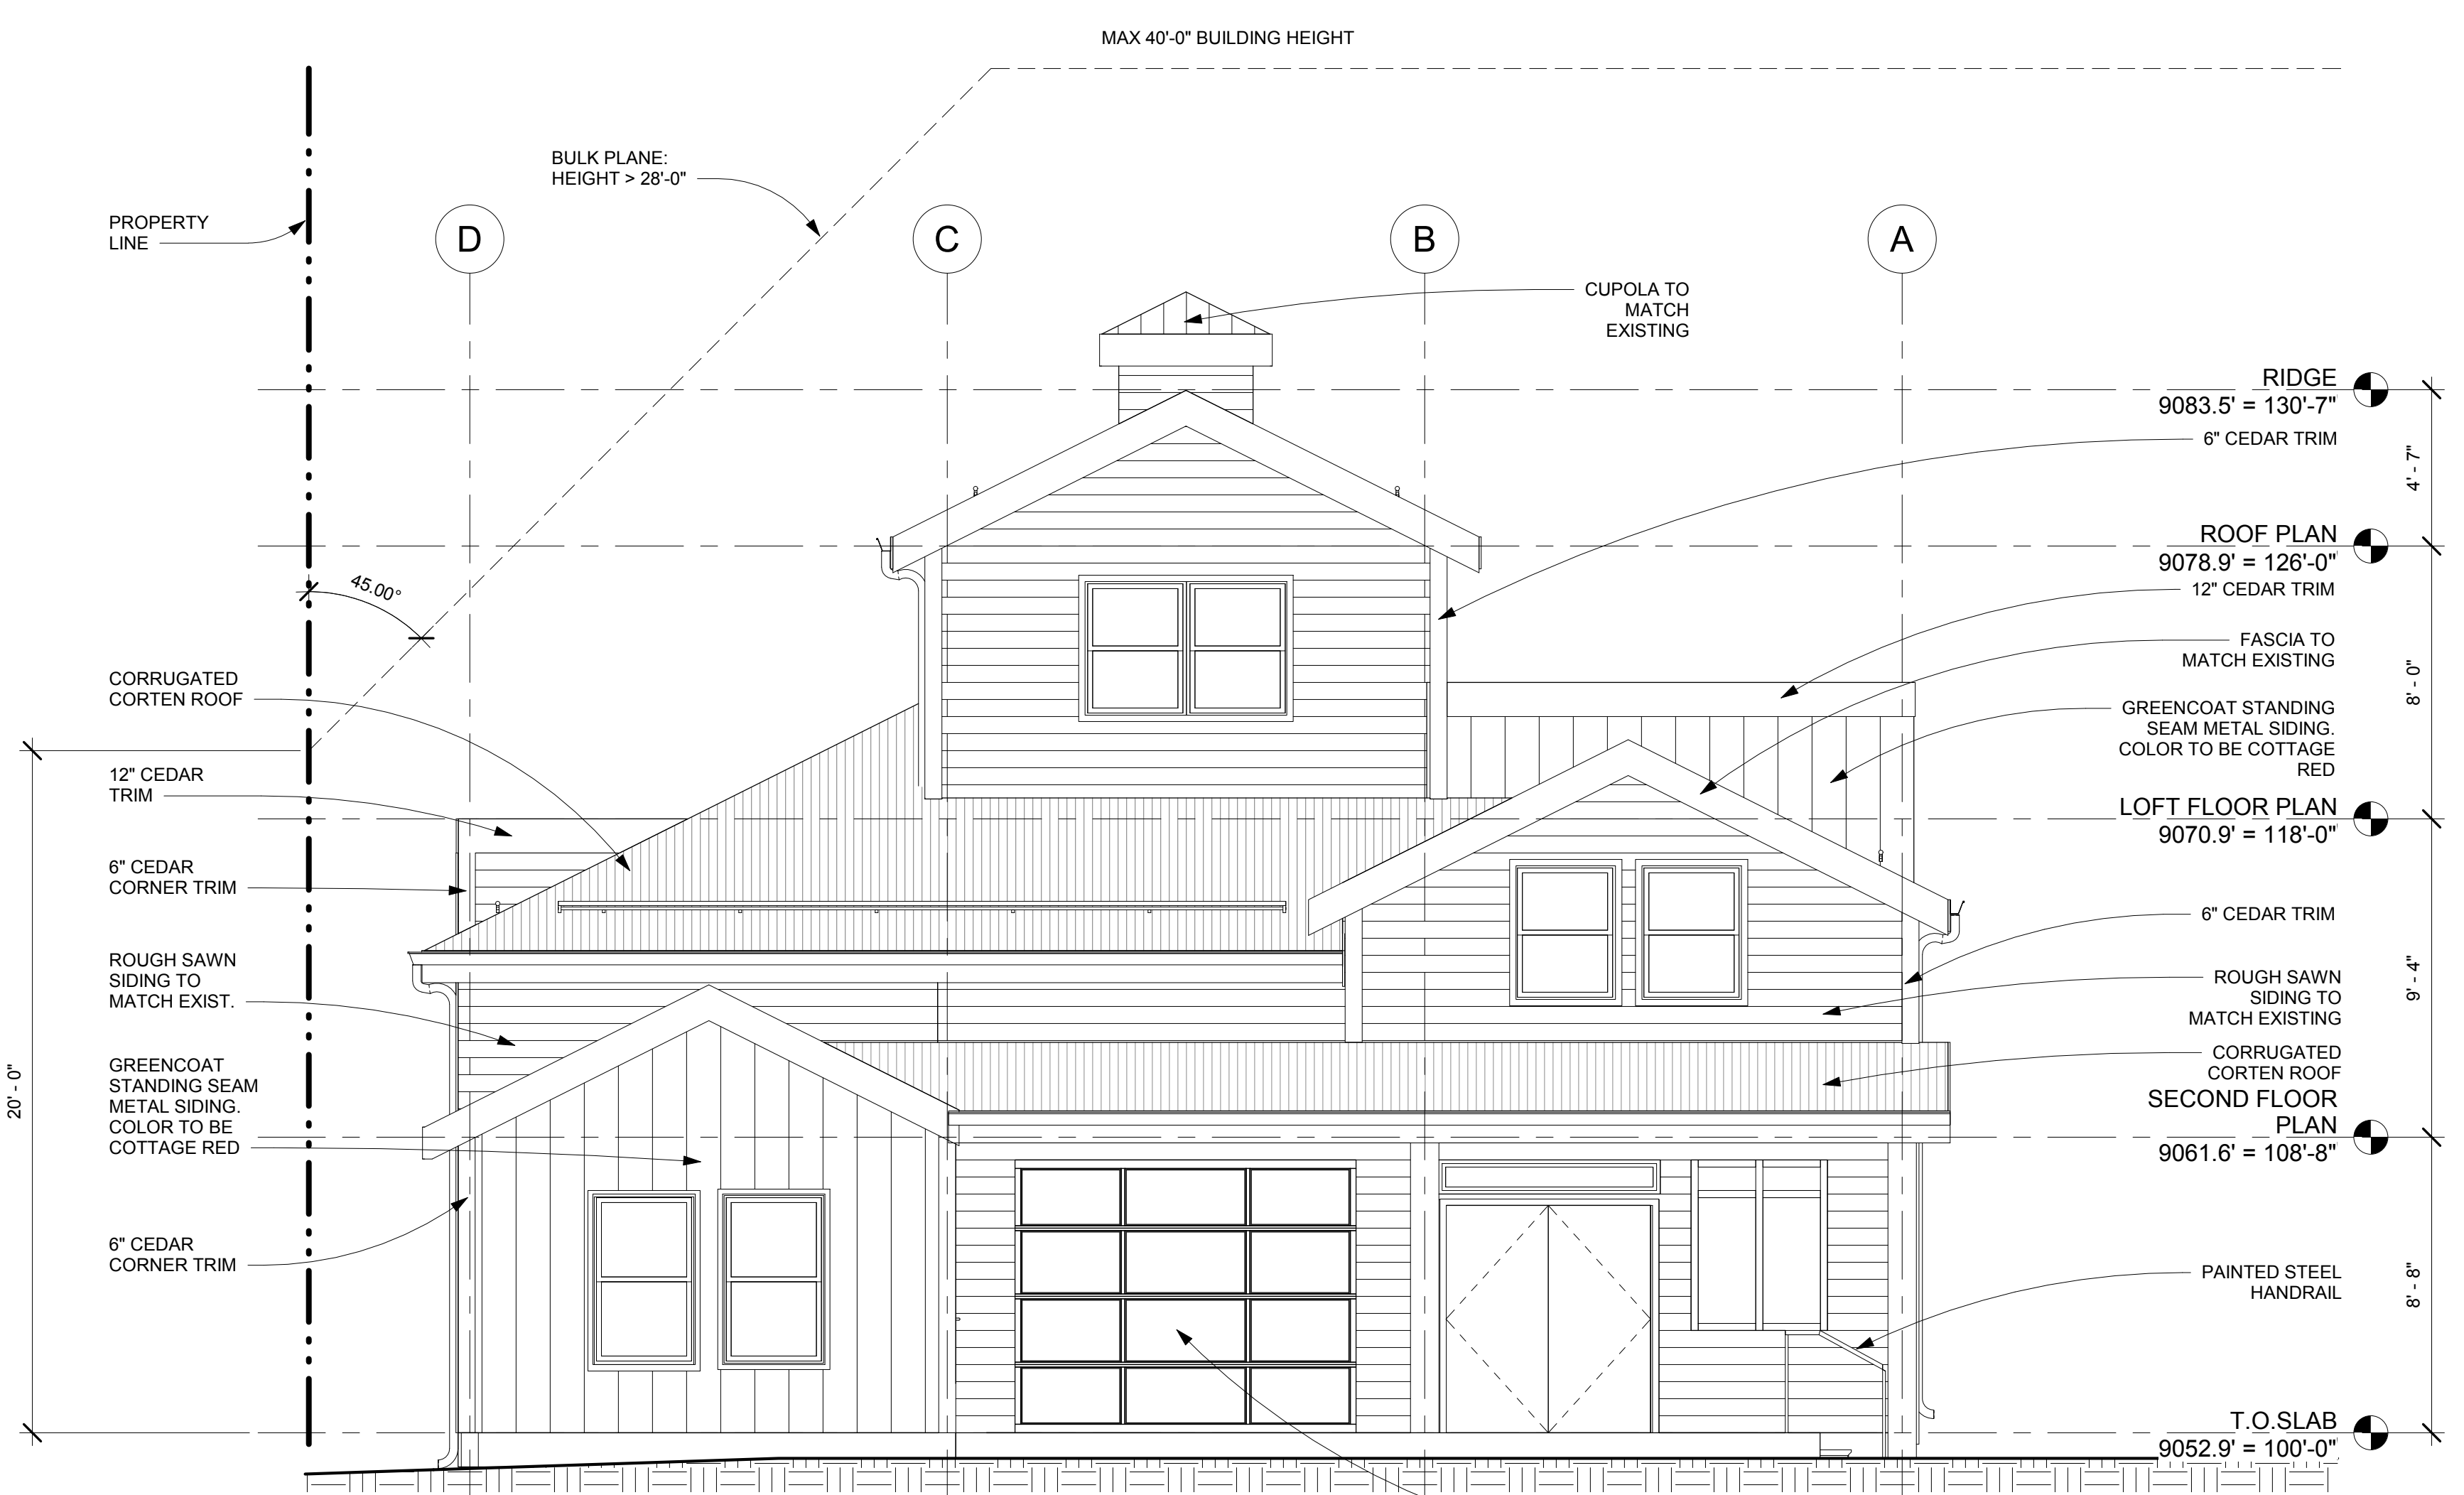 MAX 40'-0" BUILDING HEIGHT
BULK PLANE:
HEIGHT > 28'-0"
PROPERTY
LINE
D
C
B
A
CUPOLA TO
MATCH
EXISTING
RIDGE
9083.5' = 130'-7"
6" CEDAR TRIM
4' - 7"
ROOF PLAN
9078.9' = 126'-0"
12" CEDAR TRIM
45.00°
FASCIA TO
MATCH EXISTING
8' - 0"
CORRUGATED
CORTEN ROOF
GREENCOAT STANDING
SEAM METAL SIDING.
COLOR TO BE COTTAGE
RED
12" CEDAR
TRIM
LOFT FLOOR PLAN
9070.9' = 118'-0"
6" CEDAR
CORNER TRIM
6" CEDAR TRIM
ROUGH SAWN
SIDING TO
MATCH EXIST.
9' - 4"
ROUGH SAWN
SIDING TO
MATCH EXISTING
GREENCOAT
STANDING SEAM
METAL SIDING.
COLOR TO BE
COTTAGE RED
20' - 0"
CORRUGATED
CORTEN ROOF
SECOND FLOOR
PLAN
9061.6' = 108'-8"
6" CEDAR
CORNER TRIM
PAINTED STEEL
HANDRAIL
8' - 8"
T.O.SLAB
9052.9' = 100'-0"